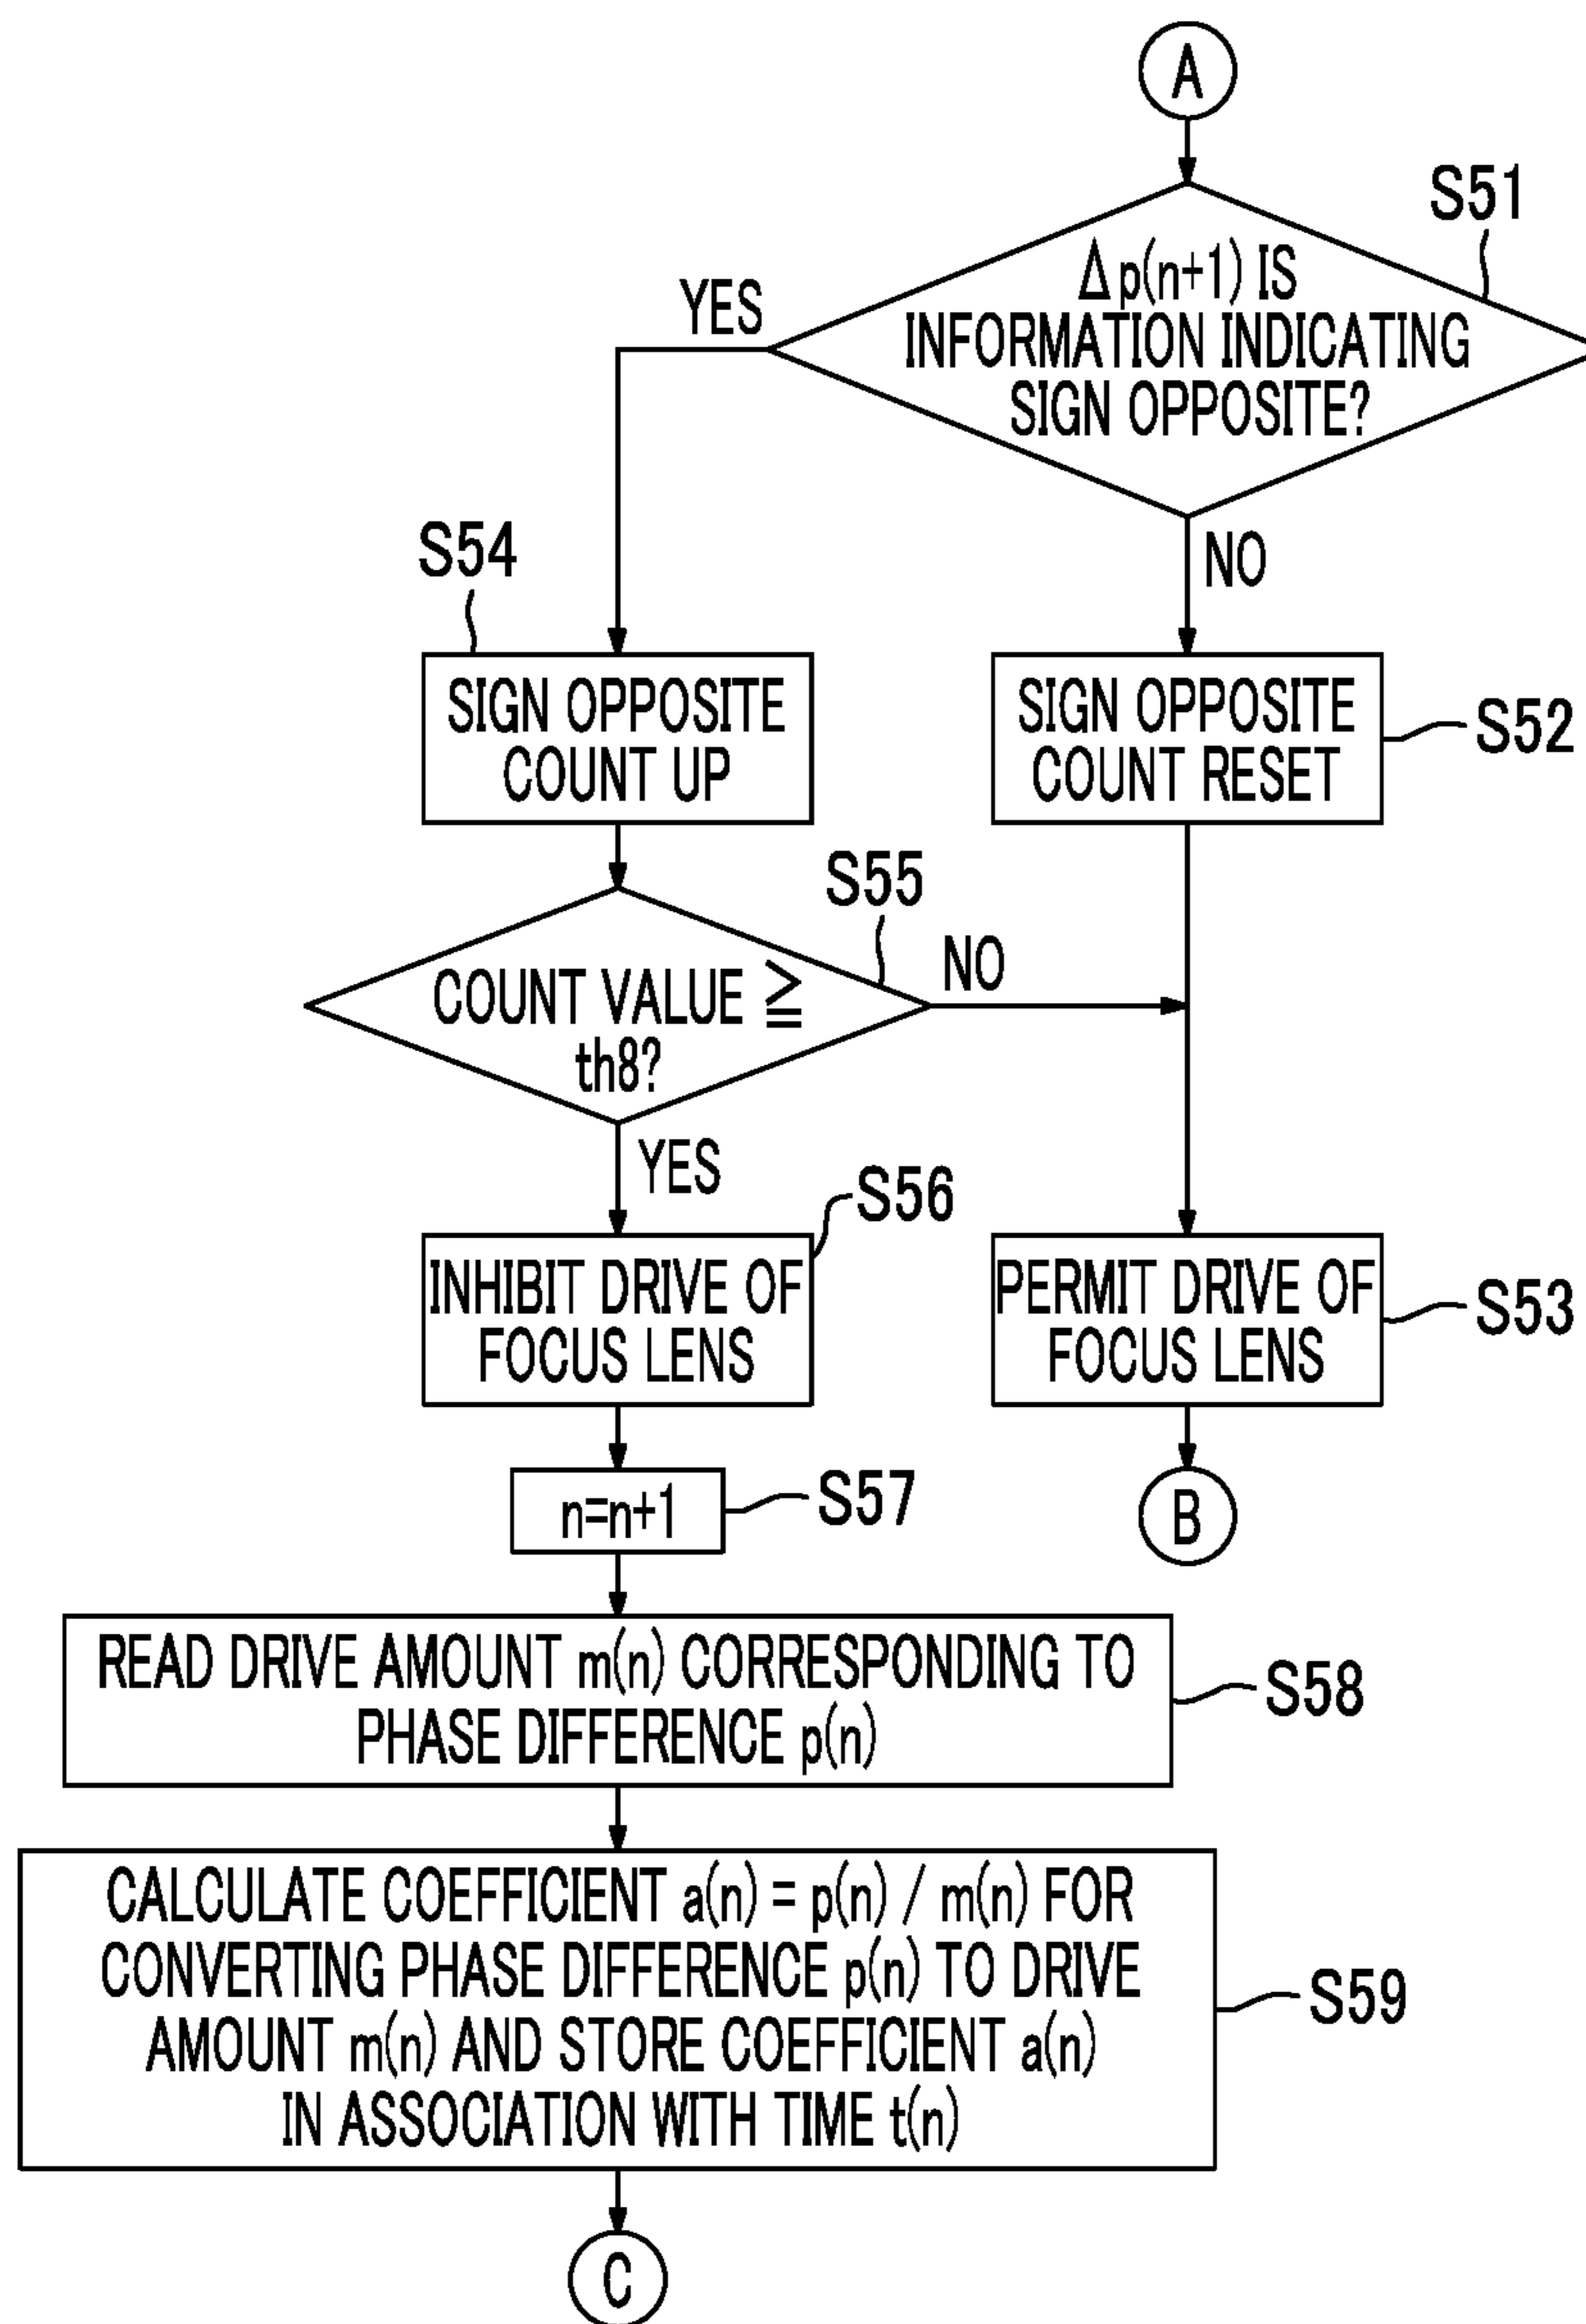 A
S51
Δp(n+1) IS
INFORMATION INDICATING
SIGN OPPOSITE?
YES
NO
S54
SIGN OPPOSITE
COUNT UP
SIGN OPPOSITE
COUNT RESET
S52
S55
COUNT VALUE ≧
th8?
NO
YES
S56
INHIBIT DRIVE OF
FOCUS LENS
PERMIT DRIVE OF
FOCUS LENS
S53
n=n+1
S57
B
READ DRIVE AMOUNT m(n) CORRESPONDING TO
PHASE DIFFERENCE p(n)
S58
CALCULATE COEFFICIENT a(n) = p(n) / m(n) FOR
CONVERTING PHASE DIFFERENCE p(n) TO DRIVE
AMOUNT m(n) AND STORE COEFFICIENT a(n)
IN ASSOCIATION WITH TIME t(n)
S59
C